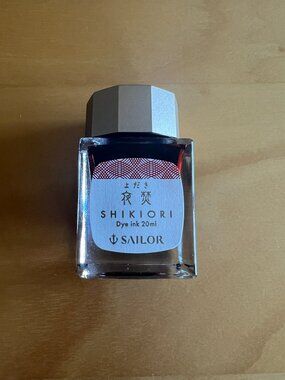 よだき
夜焚
SHIKIORI
Dye ink 20ml
SAILOR